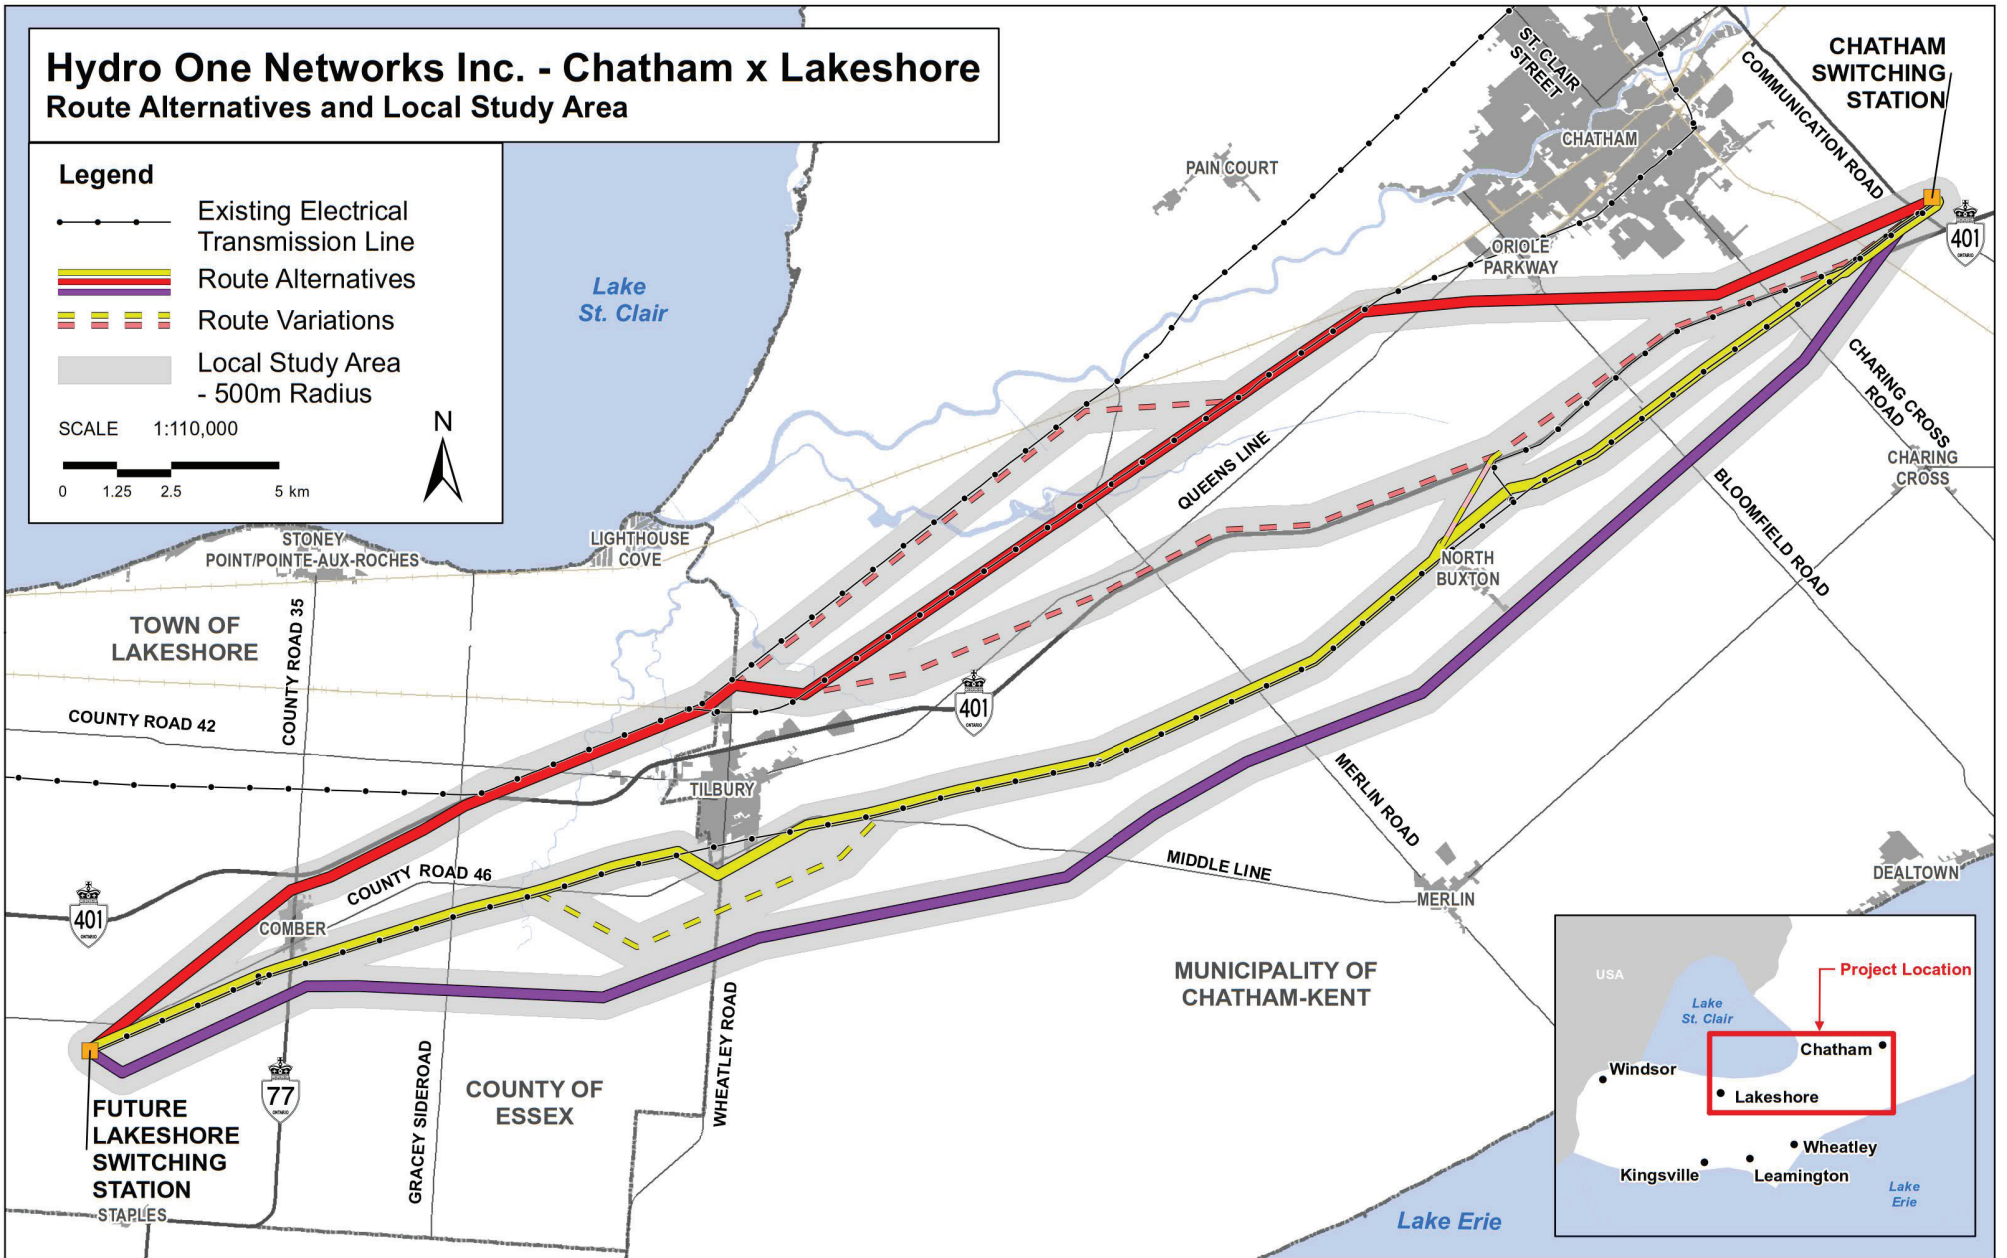 Hydro One Networks Inc. - Chatham x Lakeshore
Route Alternatives and Local Study Area
Legend
Existing Electrical
Transmission Line
Route Alternatives
Route Variations
Local Study Area
- 500m Radius
SCALE 1:110,000
N
0 1.25 2.5 5 km
Lake
St. Clair
PAIN COURT
ST. CLAIR
STREET
CHATHAM
COMMUNICATION ROAD
CHATHAM
SWITCHING
STATION
401
ONTARIO
ORIOLE
PARKWAY
CHARING CROSS
ROAD
CHARING
CROSS
QUEENS LINE
BLOOMFIELD ROAD
NORTH
BUXTON
STONEY
POINT/POINTE-AUX-ROCHES
LIGHTHOUSE
COVE
TOWN OF
LAKESHORE
COUNTY ROAD 35
COUNTY ROAD 42
401
ONTARIO
TILBURY
MERLIN ROAD
MIDDLE LINE
MERLIN
DEALTOWN
COUNTY ROAD 46
401
ONTARIO
COMBER
MUNICIPALITY OF
CHATHAM-KENT
WHEATLEY ROAD
GRACEY SIDEROAD
COUNTY OF
ESSEX
77
ONTARIO
FUTURE
LAKESHORE
SWITCHING
STATION
STAPLES
Lake Erie
USA
Project Location
Lake
St. Clair
Chatham
Windsor
Lakeshore
Wheatley
Kingsville
Leamington
Lake
Erie